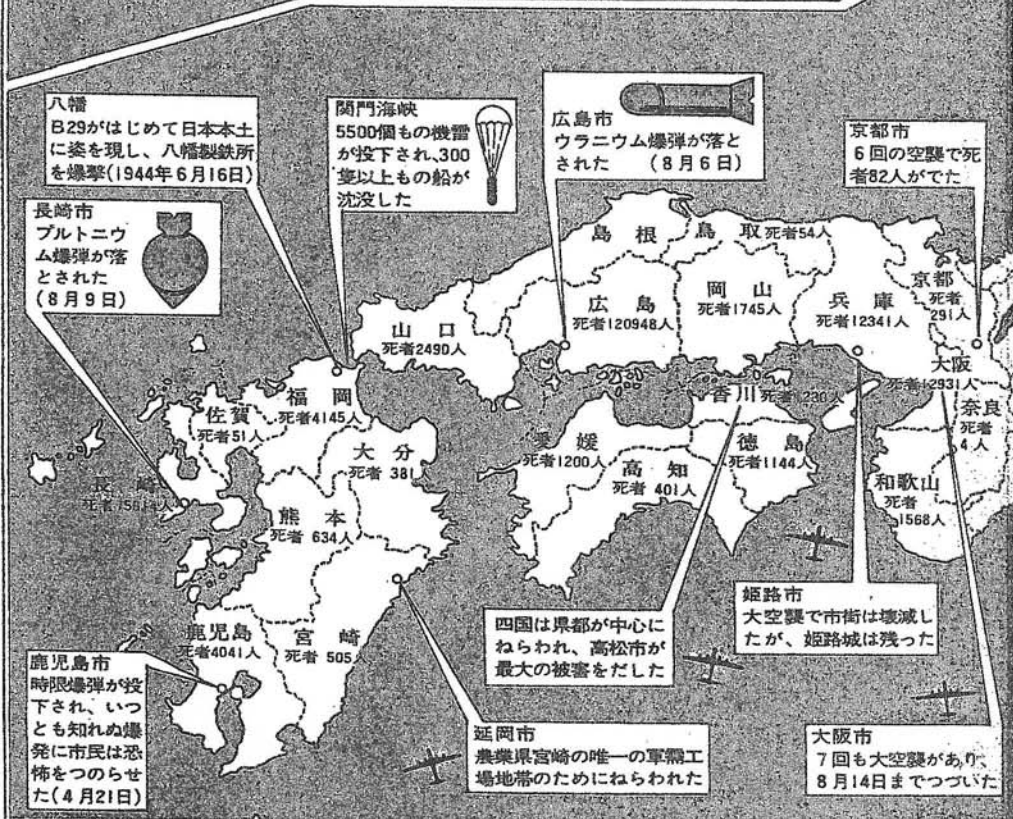 八幡
B29がはじめて日本本土
に姿を現し、八幡製鉄所
を爆撃(1944年6月16日)
関門海峡
5500個もの機雷
が投下され、300
隻以上もの船が
沈没した
広島市
ウラニウム爆弾が落と
された (8月6日)
京都市
6回の空襲で死
者82人がでた
長崎市
プルトニウ
ム爆弾が落
とされた
(8月9日)
島根
鳥取 死者54人
京都
死者
291人
兵庫
死者12341人
岡山
死者1745人
広島
死者120948人
山口
死者2490人
大阪
奈良
死者
4人
和歌山
死者
1568人
香川
徳島
死者1144人
愛媛
死者1200人
高知
死者 401人
福岡
死者4145人
佐賀
死者51人
大分
死者 381
長崎
熊本
死者 634人
宮崎
死者 505人
鹿児島
死者4041人
姫路市
大空襲で市街は壊滅し
たが、姫路城は残った
四国は県都が中心に
ねらわれ、高松市が
最大の被害をだした
鹿児島市
時限爆弾が投
下され、いつ
とも知れぬ爆
発に市民は恐
怖をつのらせ
た(4月21日)
延岡市
農業県宮崎の唯一の軍需工
場地帯のためにねらわれた
大阪市
7回も大空襲があり、
8月14日までつづいた